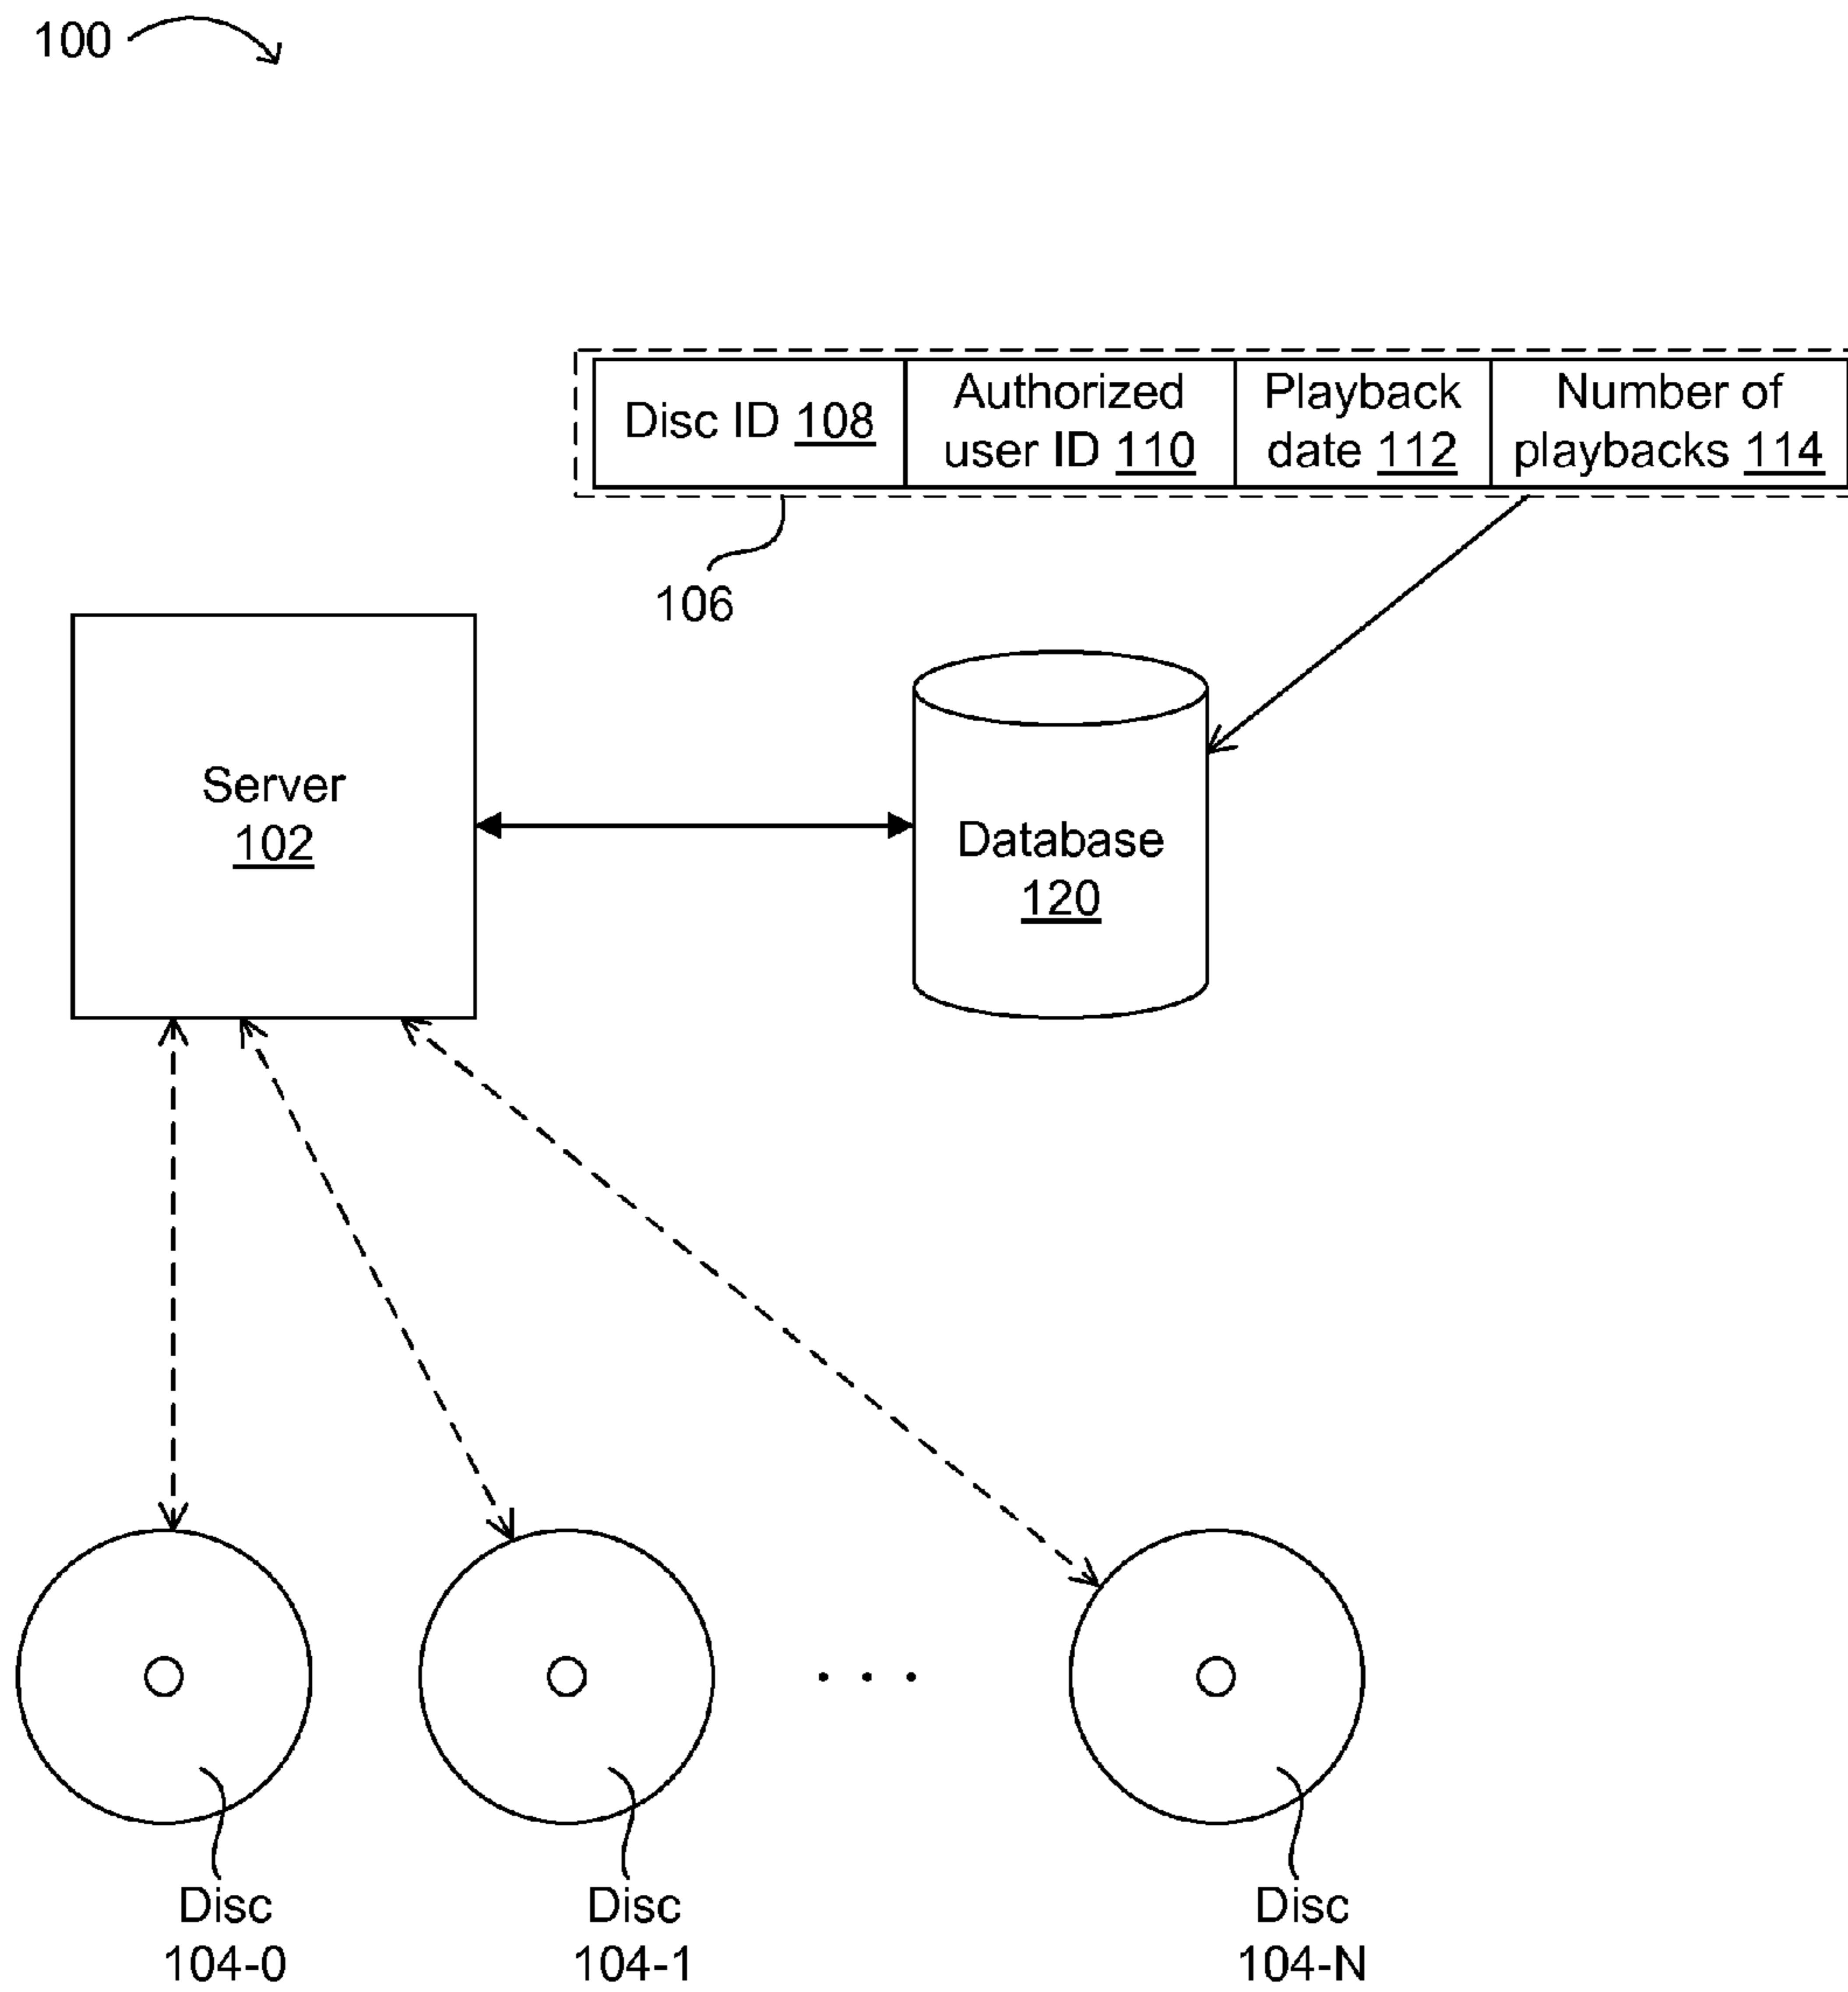 100
Disc ID 108
Authorized
user ID 110
Playback
date 112
Number of
playbacks 114
106
Server
102
Database
120
Disc
104-0
Disc
104-1
Disc
104-N